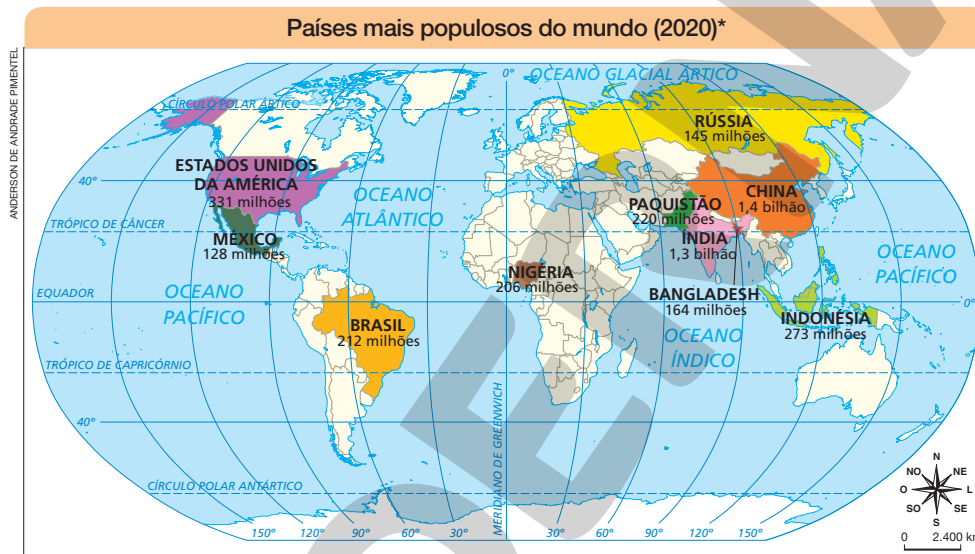 Países mais populosos do mundo (2020)*
ANDERSON DE ANDRADE PIMENTEL
0°
OCEANO GLACIAL ÁRTICO
CÍRCULO POLAR ÁRTICO
RÚSSIA
145 milhões
ESTADOS UNIDOS
DA AMÉRICA
331 milhões
40°
OCEANO
ATLÂNTICO
40°
CHINA
1,4 bilhão
PAQUISTÃO
220 milhões
TRÓPICO DE CÂNCER
MÉXICO
128 milhões
ÍNDIA
1,3 bilhão
OCEANO
PACÍFICO
NIGÉRIA
206 milhões
OCEANO
PACÍFICO
EQUADOR
0°
BANGLADESH
164 milhões
INDONÉSIA
273 milhões
BRASIL
212 milhões
OCEANO
ÍNDICO
TRÓPICO DE CAPRICÓRNIO
MERIDIANO DE GREENWICH
40°
40°
CÍRCULO POLAR ANTÁRTICO
150° 120° 90° 60° 30° 0° 30° 60° 90° 120° 150°
N
NO NE
O L
SO SE
S
0 2.400 km